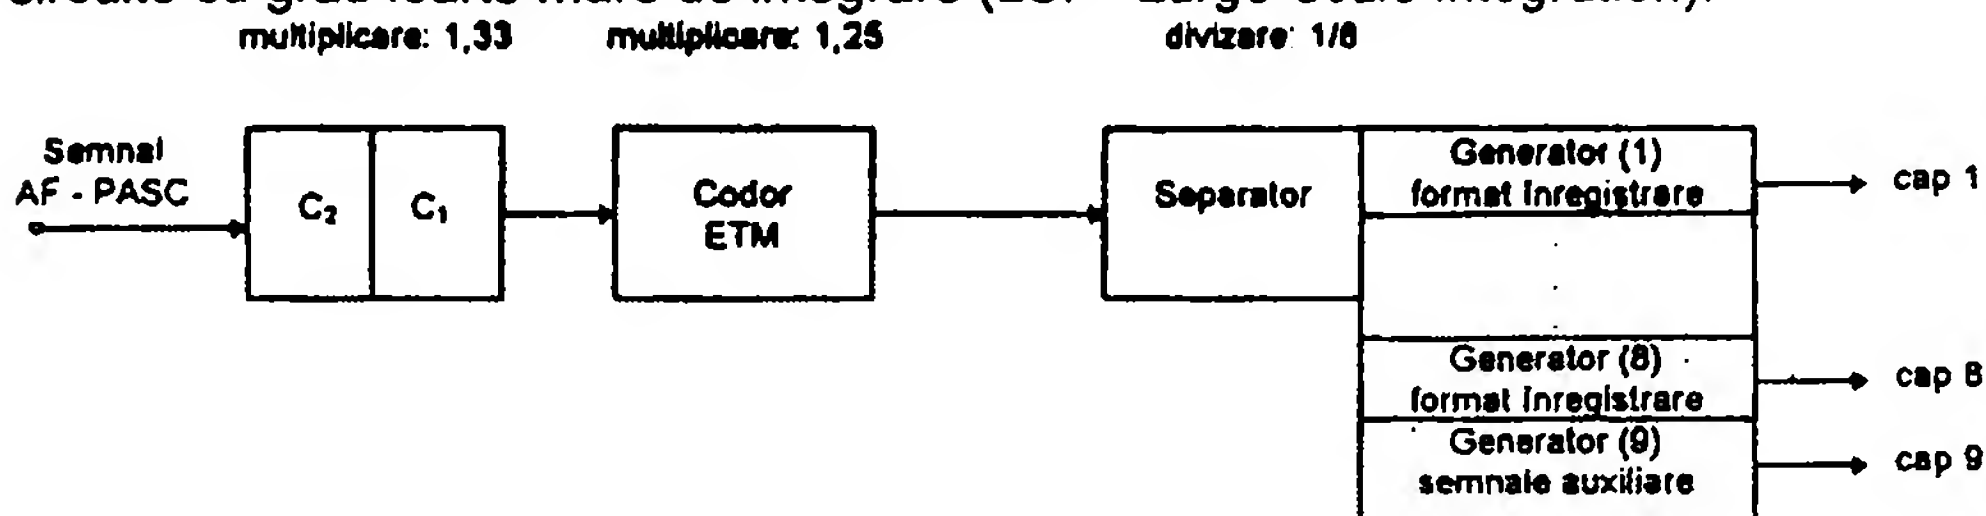 multiplicare: 1,33 multiplicare: 1,25 divizare: 1/8
Semnal
AF - PASC
C₂ C₁
Codor
ETM
Separator
Generator (1)
format înregistrare
cap 1
Generator (8)
format înregistrare
cap 8
Generator (9)
semnale auxiliare
cap 9